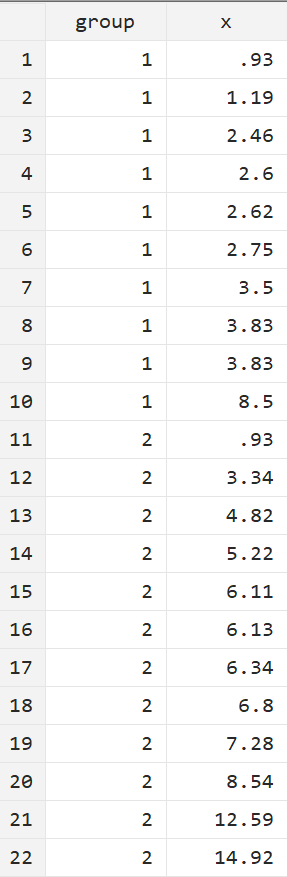 group x
1 1 .93
2 1 1.19
3 1 2.46
4 1 2.6
5 1 2.62
6 1 2.75
7 1 3.5
8 1 3.83
9 1 3.83
10 1 8.5
11 2 .93
12 2 3.34
13 2 4.82
14 2 5.22
15 2 6.11
16 2 6.13
17 2 6.34
18 2 6.8
19 2 7.28
20 2 8.54
21 2 12.59
22 2 14.92